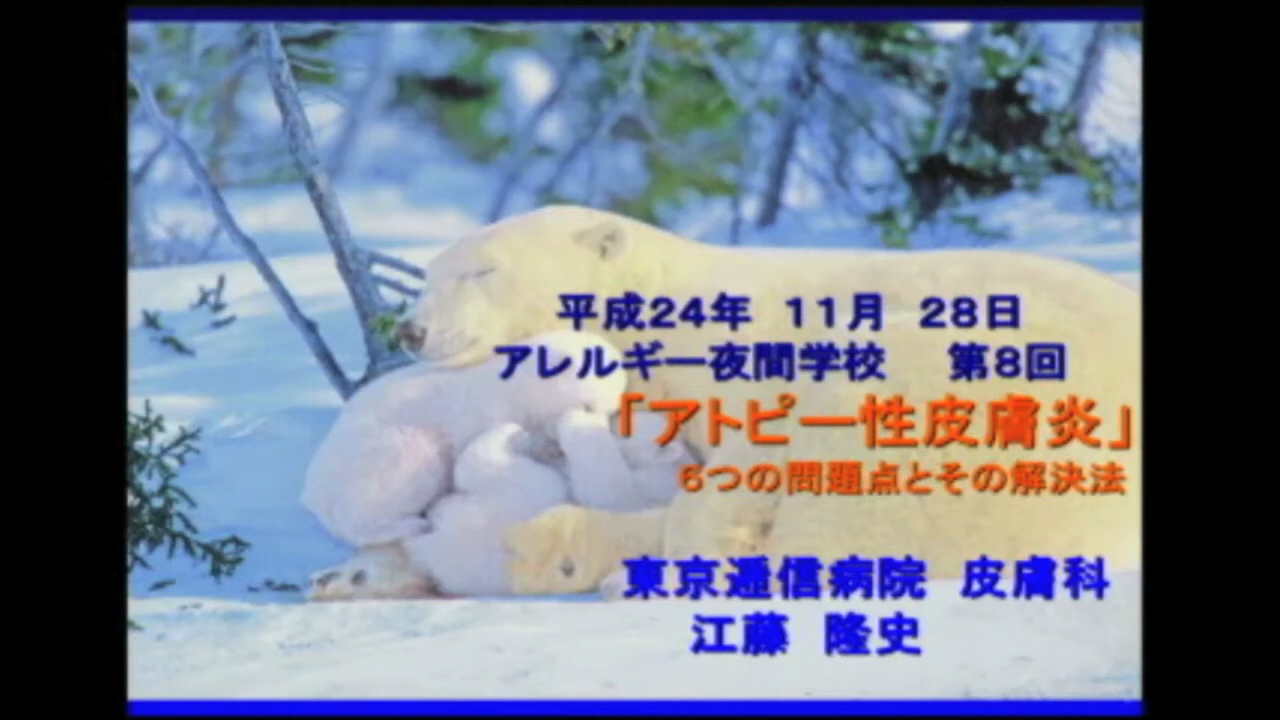 平成24年 11月 28日
アレルギー夜間学校 第8回
「アトピー性皮膚炎」
6つの問題点とその解決法
東京逓信病院 皮膚科
江藤 隆史